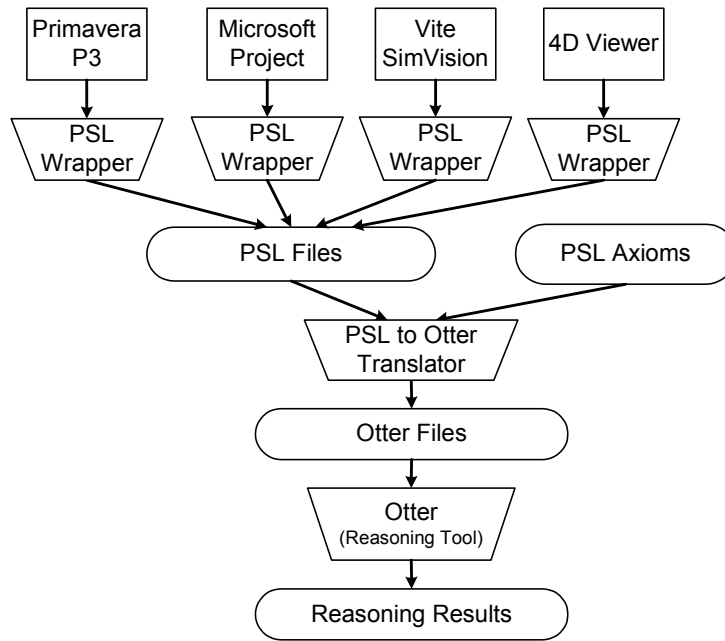 Primavera
P3
Microsoft
Project
Vite
SimVision
4D Viewer
PSL
Wrapper
PSL
Wrapper
PSL
Wrapper
PSL
Wrapper
PSL Files
PSL Axioms
PSL to Otter
Translator
Otter Files
Otter
(Reasoning Tool)
Reasoning Results